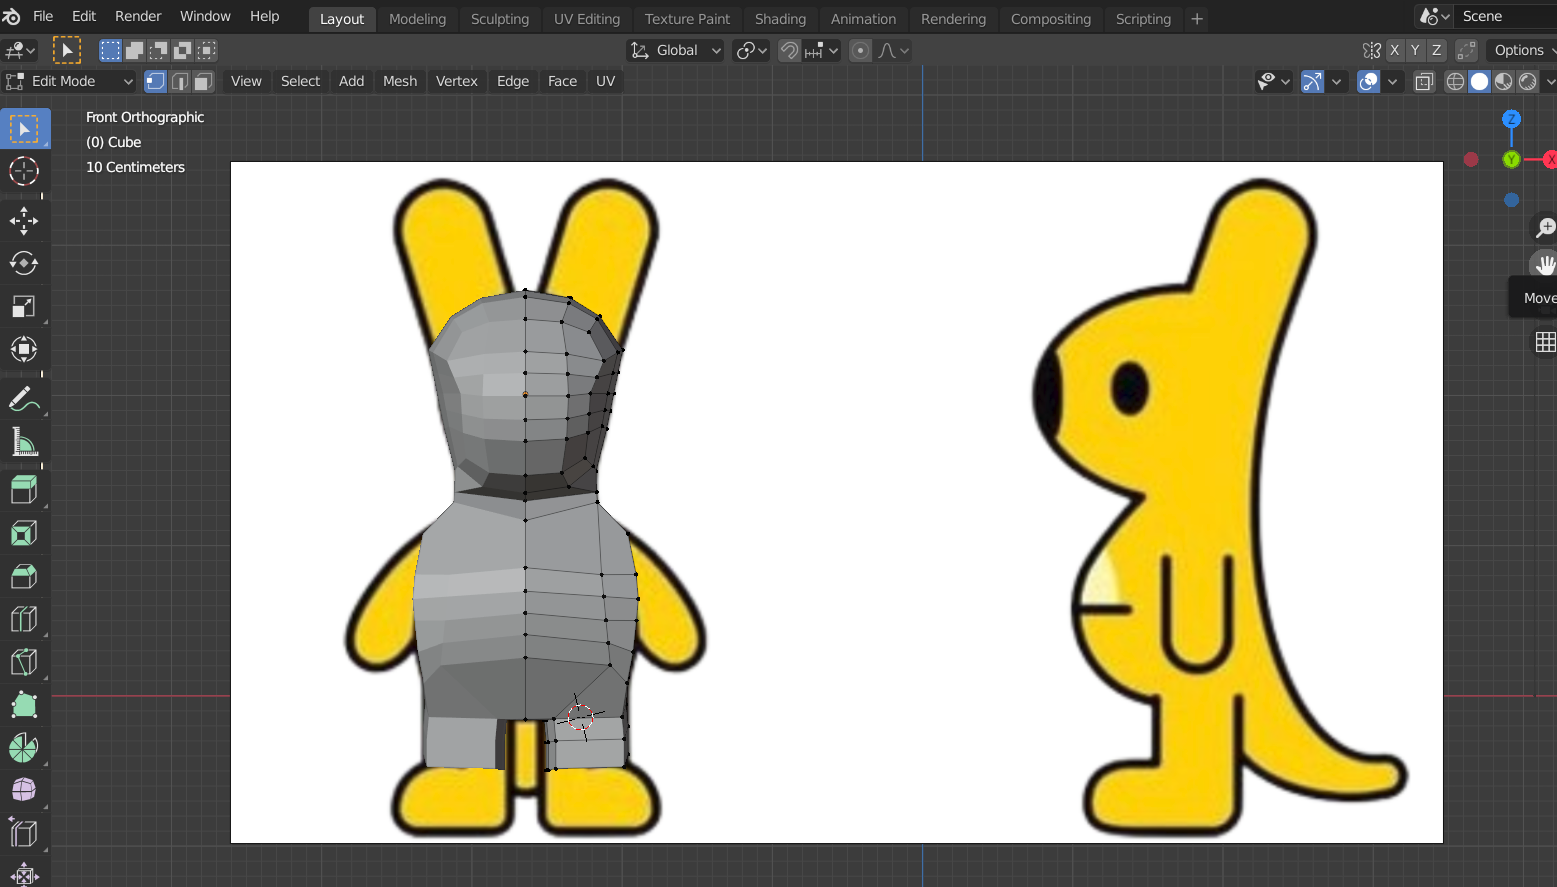 File Edit Render Window Help Layout Modeling Sculpting UV Editing Texture Paint Shading Animation Rendering Compositing Scripting + Scene
Global X Y Z Options
Edit Mode View Select Add Mesh Vertex Edge Face UV
Front Orthographic
(0) Cube
10 Centimeters
Z
Y X
Move